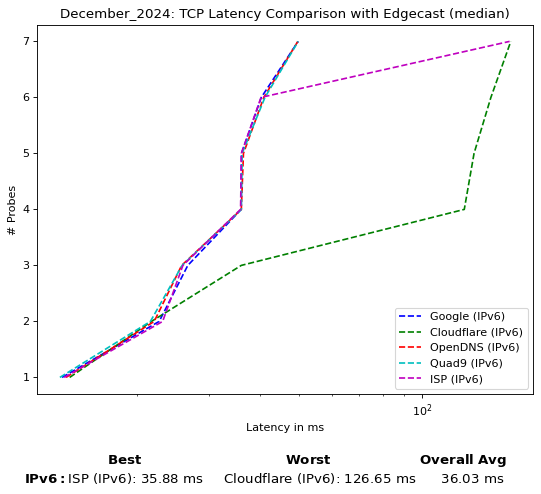 December_2024: TCP Latency Comparison with Edgecast (median)
7
6
5
4
3
2
1
# Probes
Google (IPv6)
Cloudflare (IPv6)
OpenDNS (IPv6)
Quad9 (IPv6)
ISP (IPv6)
10²
Latency in ms
Best Worst Overall Avg
IPv6: ISP (IPv6): 35.88 ms Cloudflare (IPv6): 126.65 ms 36.03 ms